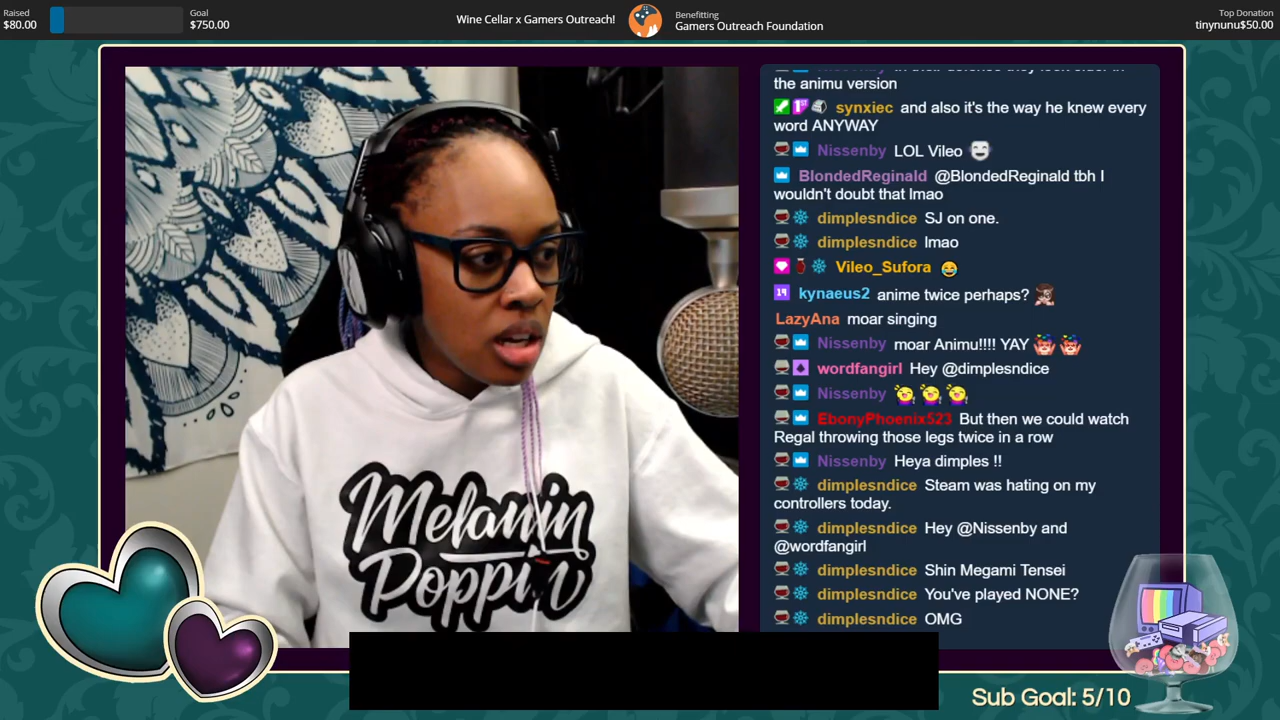 Raised
$80.00
Goal
$750.00
Wine Cellar x Gamers Outreach!
Benefitting
Gamers Outreach Foundation
Top Donation
tinynunu$50.00
the animu version
1st synxiec and also it's the way he knew every
word ANYWAY
Nissenby LOL Vileo
BlondedReginald @BlondedReginald tbh I
wouldn't doubt that lmao
dimplesndice SJ on one.
dimplesndice lmao
Vileo_Sufora
kynaeus2 anime twice perhaps?
LazyAna moar singing
Nissenby moar Animu!!!! YAY
wordfangirl Hey @dimplesndice
Nissenby
EbonyPhoenix523 But then we could watch
Regal throwing those legs twice in a row
Nissenby Heya dimples !!
dimplesndice Steam was hating on my
controllers today.
dimplesndice Hey @Nissenby and
@wordfangirl
dimplesndice Shin Megami Tensei
dimplesndice You've played NONE?
dimplesndice OMG
Melanin
Poppin
Sub Goal: 5/10